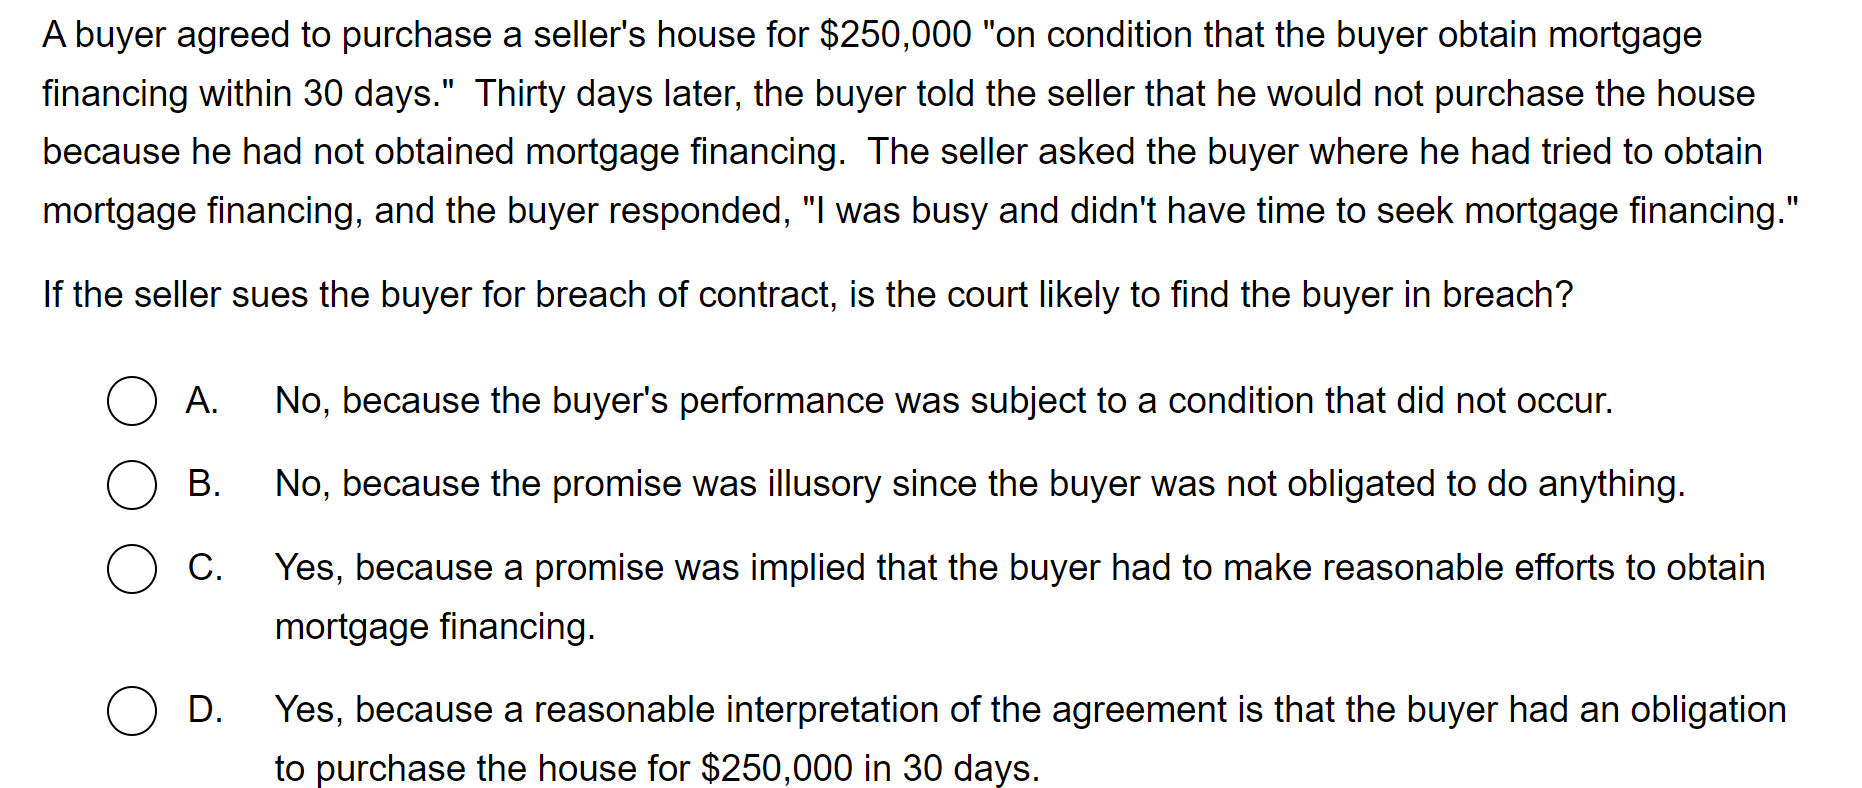 A buyer agreed to purchase a seller's house for $250,000 "on condition that the buyer obtain mortgage
financing within 30 days."  Thirty days later, the buyer told the seller that he would not purchase the house
because he had not obtained mortgage financing.  The seller asked the buyer where he had tried to obtain
mortgage financing, and the buyer responded, "I was busy and didn't have time to seek mortgage financing."
If the seller sues the buyer for breach of contract, is the court likely to find the buyer in breach?
A. No, because the buyer's performance was subject to a condition that did not occur.
B. No, because the promise was illusory since the buyer was not obligated to do anything.
C. Yes, because a promise was implied that the buyer had to make reasonable efforts to obtain
mortgage financing.
D. Yes, because a reasonable interpretation of the agreement is that the buyer had an obligation
to purchase the house for $250,000 in 30 days.